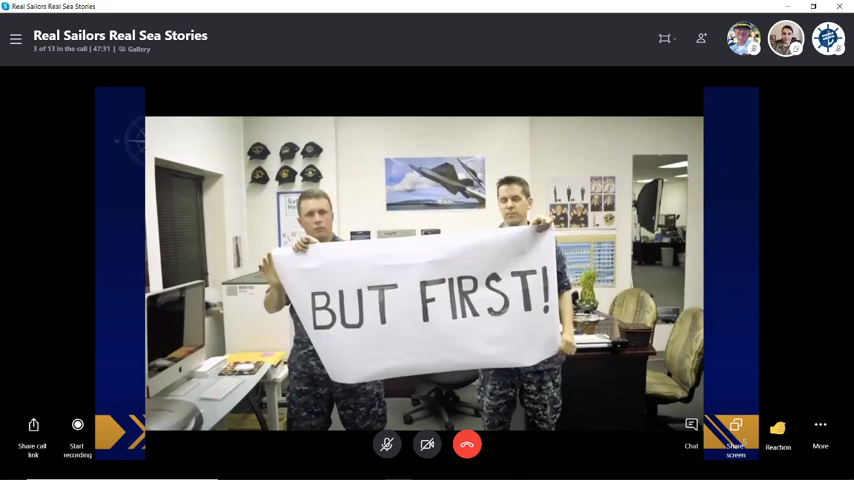 Real Sailors Real Sea Stories
Real Sailors Real Sea Stories
3 of 13 in the call | 47:31 | Gallery
BUT FIRST!
Share call
link
Start
recording
Chat
Share
screen
Reaction
More